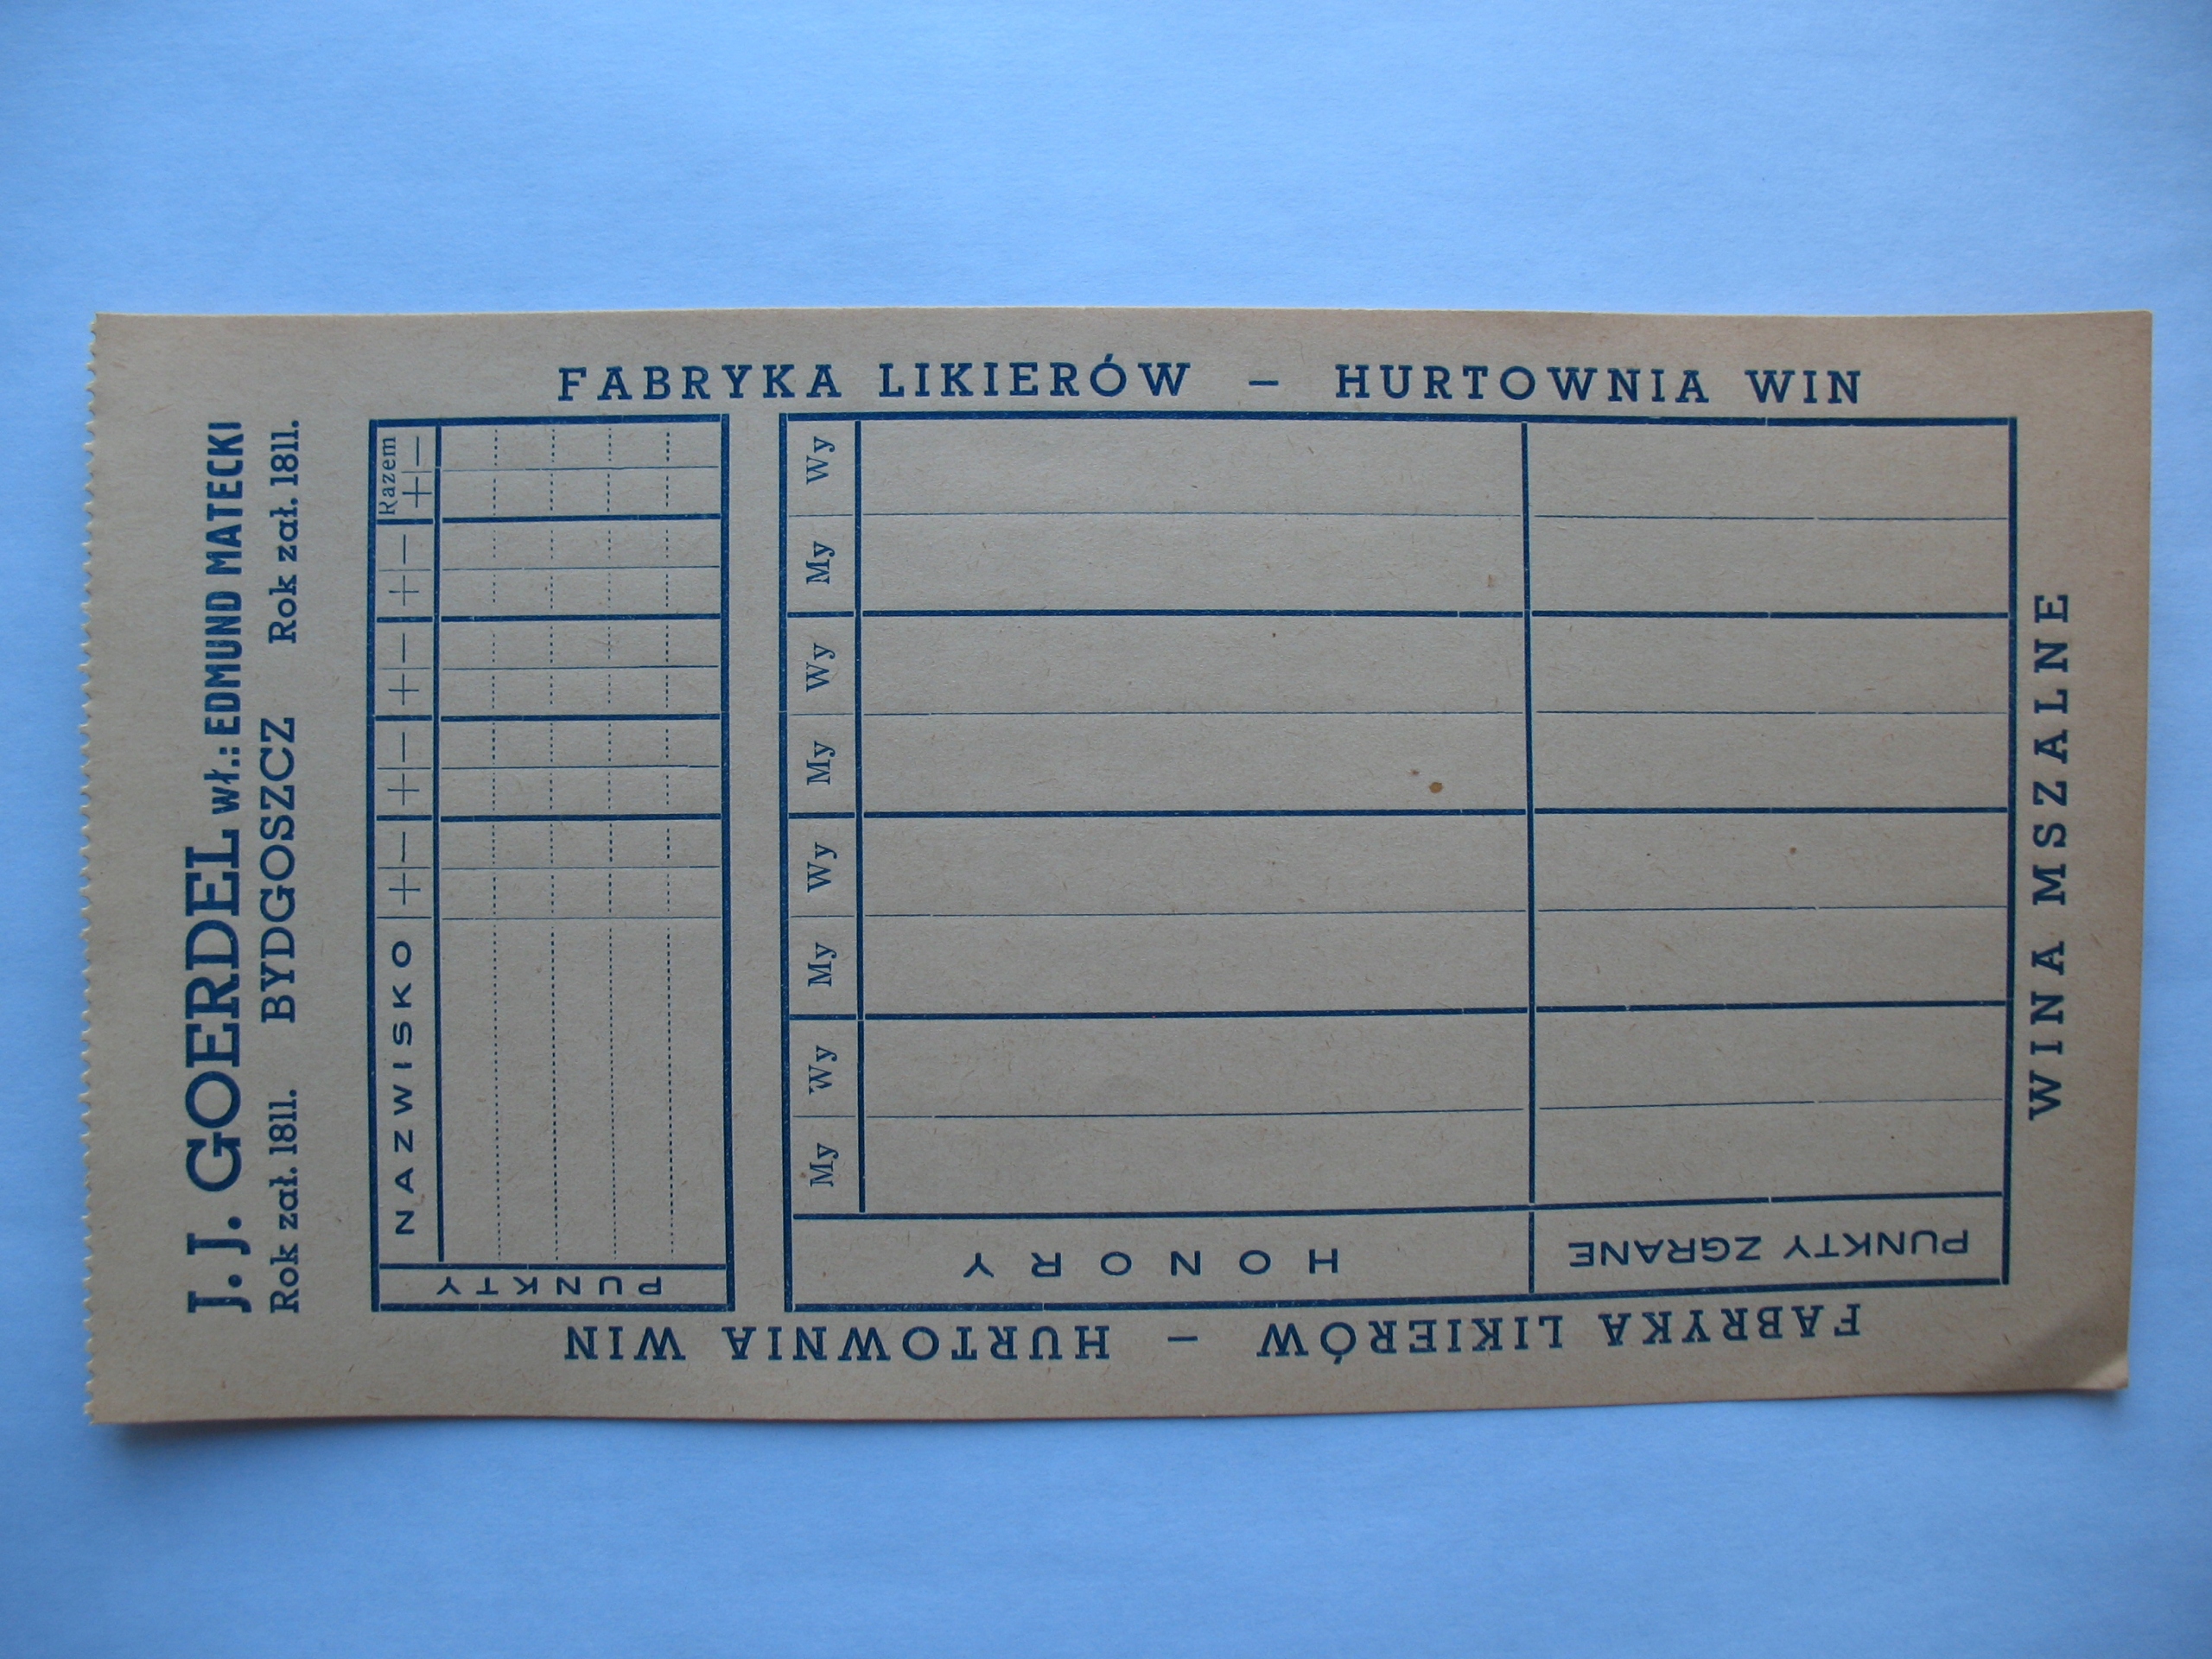 J. J. GOERDEL wł.: EDMUND MATECKI
Rok zał. 1811. BYDGOSZCZ Rok zał. 1811.
FABRYKA LIKIERÓW – HURTOWNIA WIN
PUNKTY
NAZWISKO + — + — + — + — Razem + —
HONORY
My Wy My Wy My Wy My Wy
PUNKTY ZGRANE
FABRYKA LIKIERÓW – HURTOWNIA WIN
WINA MSZALNE